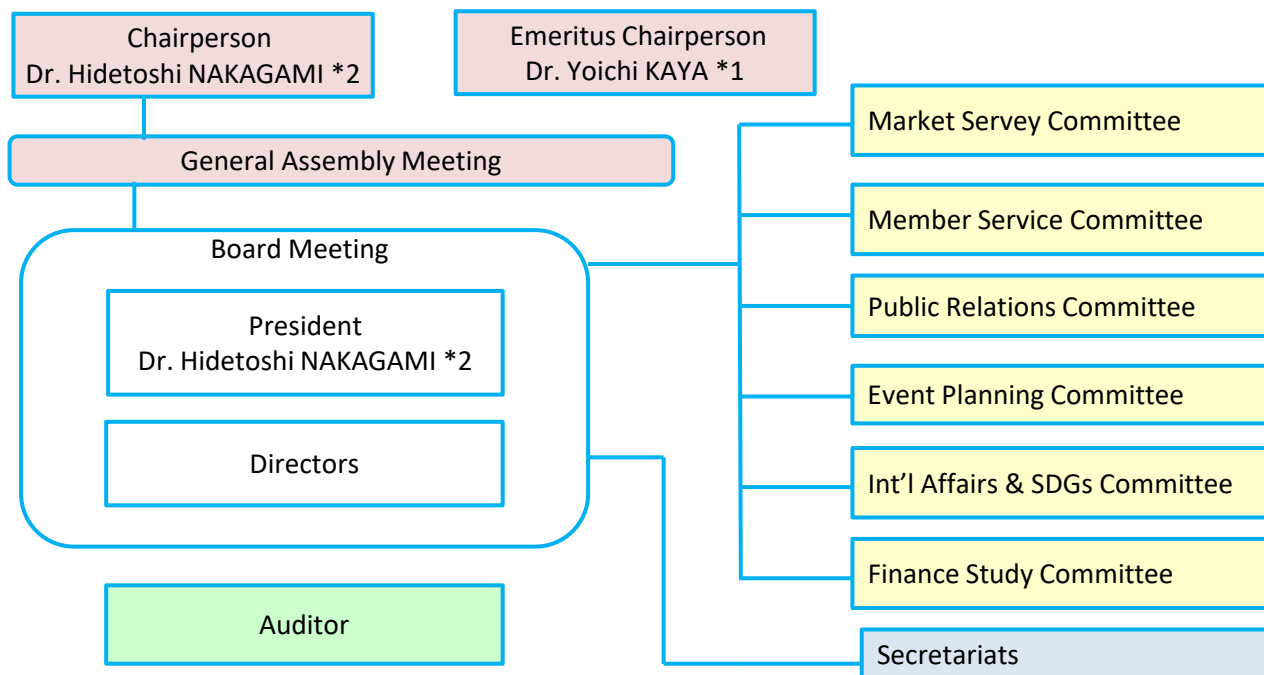 Chairperson
Dr. Hidetoshi NAKAGAMI *2
Emeritus Chairperson
Dr. Yoichi KAYA *1
General Assembly Meeting
Board Meeting
President
Dr. Hidetoshi NAKAGAMI *2
Directors
Auditor
Market Servey Committee
Member Service Committee
Public Relations Committee
Event Planning Committee
Int’l Affairs & SDGs Committee
Finance Study Committee
Secretariats